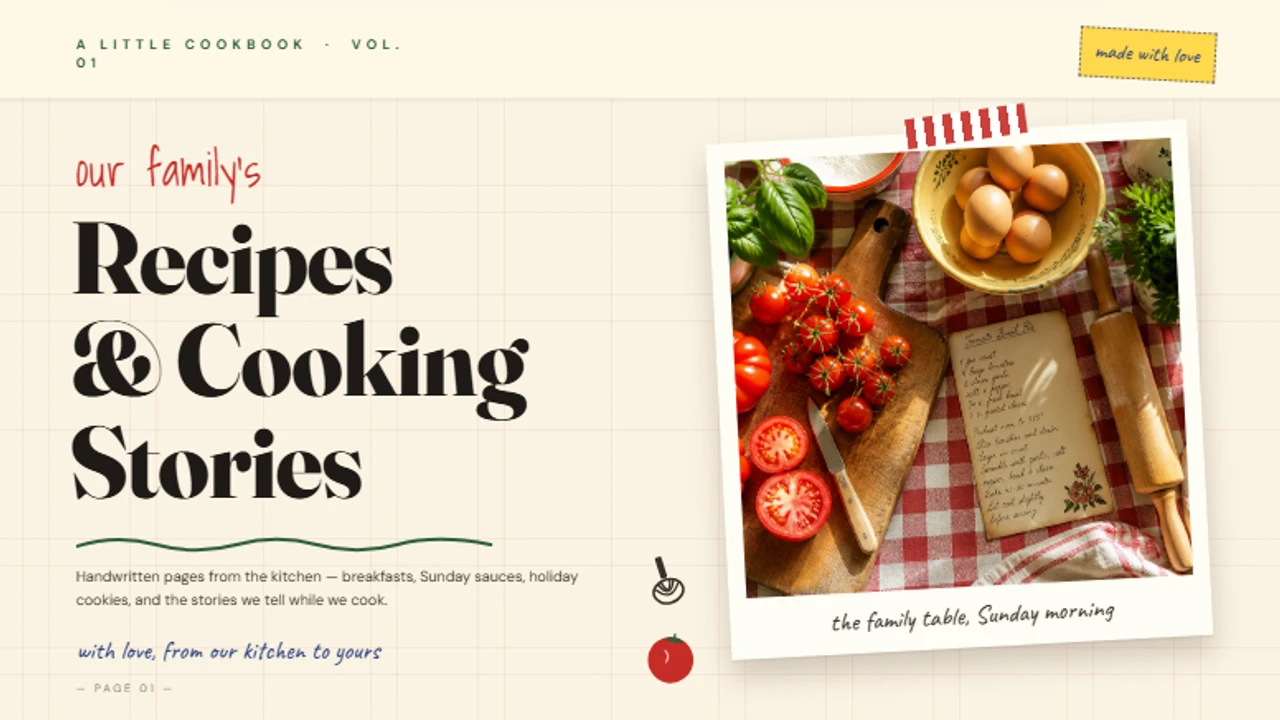 A LITTLE COOKBOOK · VOL.
01
made with love
our family's
Recipes
& Cooking
Stories
Handwritten pages from the kitchen — breakfasts, Sunday sauces, holiday
cookies, and the stories we tell while we cook.
with love, from our kitchen to yours
— PAGE 01 —
the family table, Sunday morning